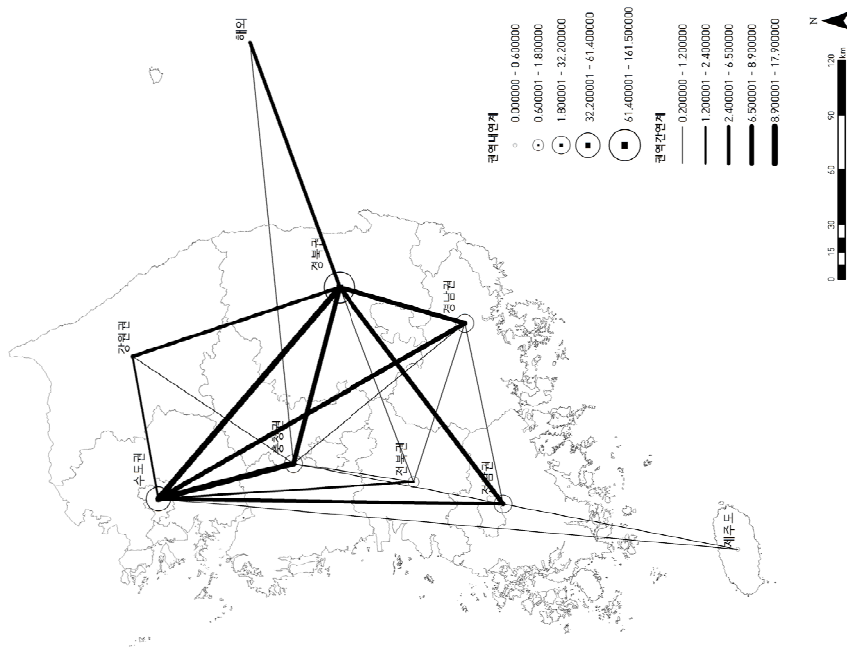 해외
강원권
경북권
수도권
충청권
경남권
전북권
전남권
제주도
권역내연계
0.000000 - 0.600000
0.600001 - 1.800000
1.800001 - 32.200000
32.200001 - 61.400000
61.400001 - 161.500000
권역간연계
0.200000 - 1.200000
1.200001 - 2.400000
2.400001 - 6.500000
6.500001 - 8.900000
8.900001 - 17.900000
N
0 15 30 60 90 120
km